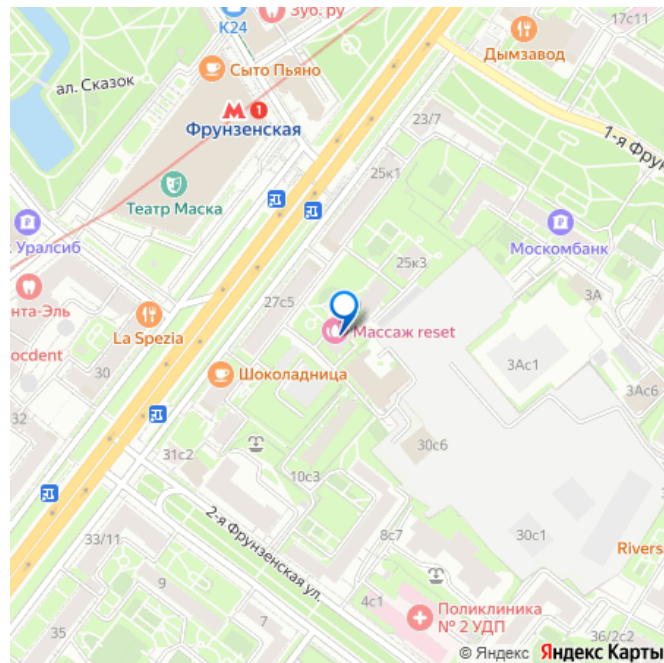 Зуб. ру
17с11
К24
Дымзавод
Сыто Пьяно
ал. Сказок
М 1
Фрунзенская
23/7
1-я Фрунз
25к1
Театр Маска
к Уралсиб
Москомбанк
25к3
нта-Эль
27с5
3А
La Spezia
Массаж reset
ocdent
30
Шоколадница
3Ас1
3Ас6
32
31с2
30с6
10с3
2-я Фрунзенская ул.
33/11
8с7
30с1
Rivers
9
4с1
Поликлиника
№ 2 УДП
35
36/2с2
© Яндекс Яндекс Карты